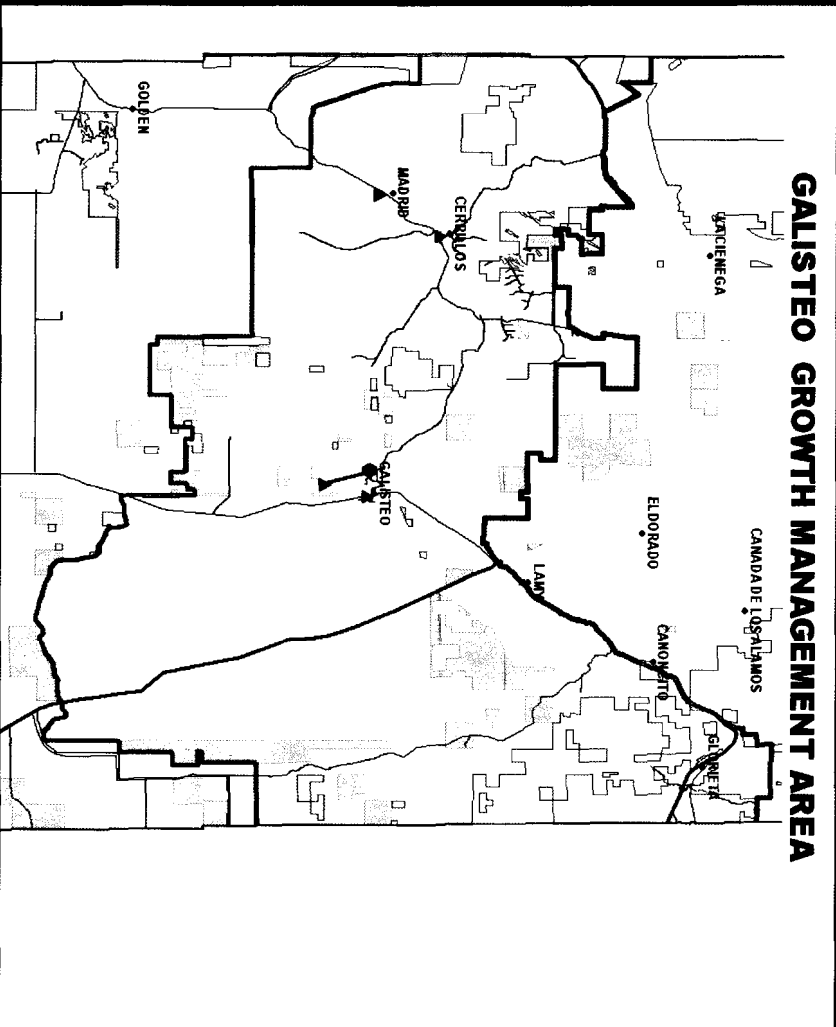 GALISTEO GROWTH MANAGEMENT AREA
LA CIENEGA
CANADA DE LOS ALAMOS
ELDORADO
CANONCITO
GLORIETA
LAMY
CERRILLOS
MADRID
GALISTEO
GOLDEN